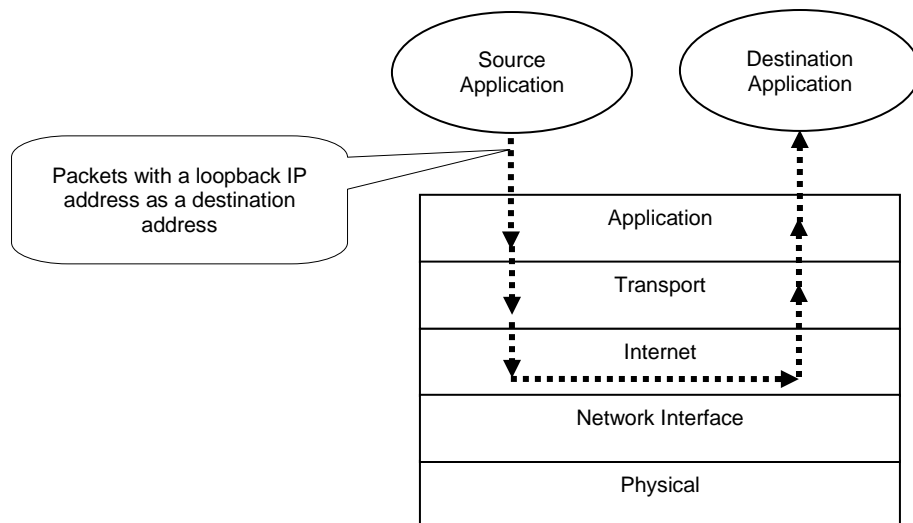 Source
Application
Destination
Application
Packets with a loopback IP
address as a destination
address
Application
Transport
Internet
Network Interface
Physical